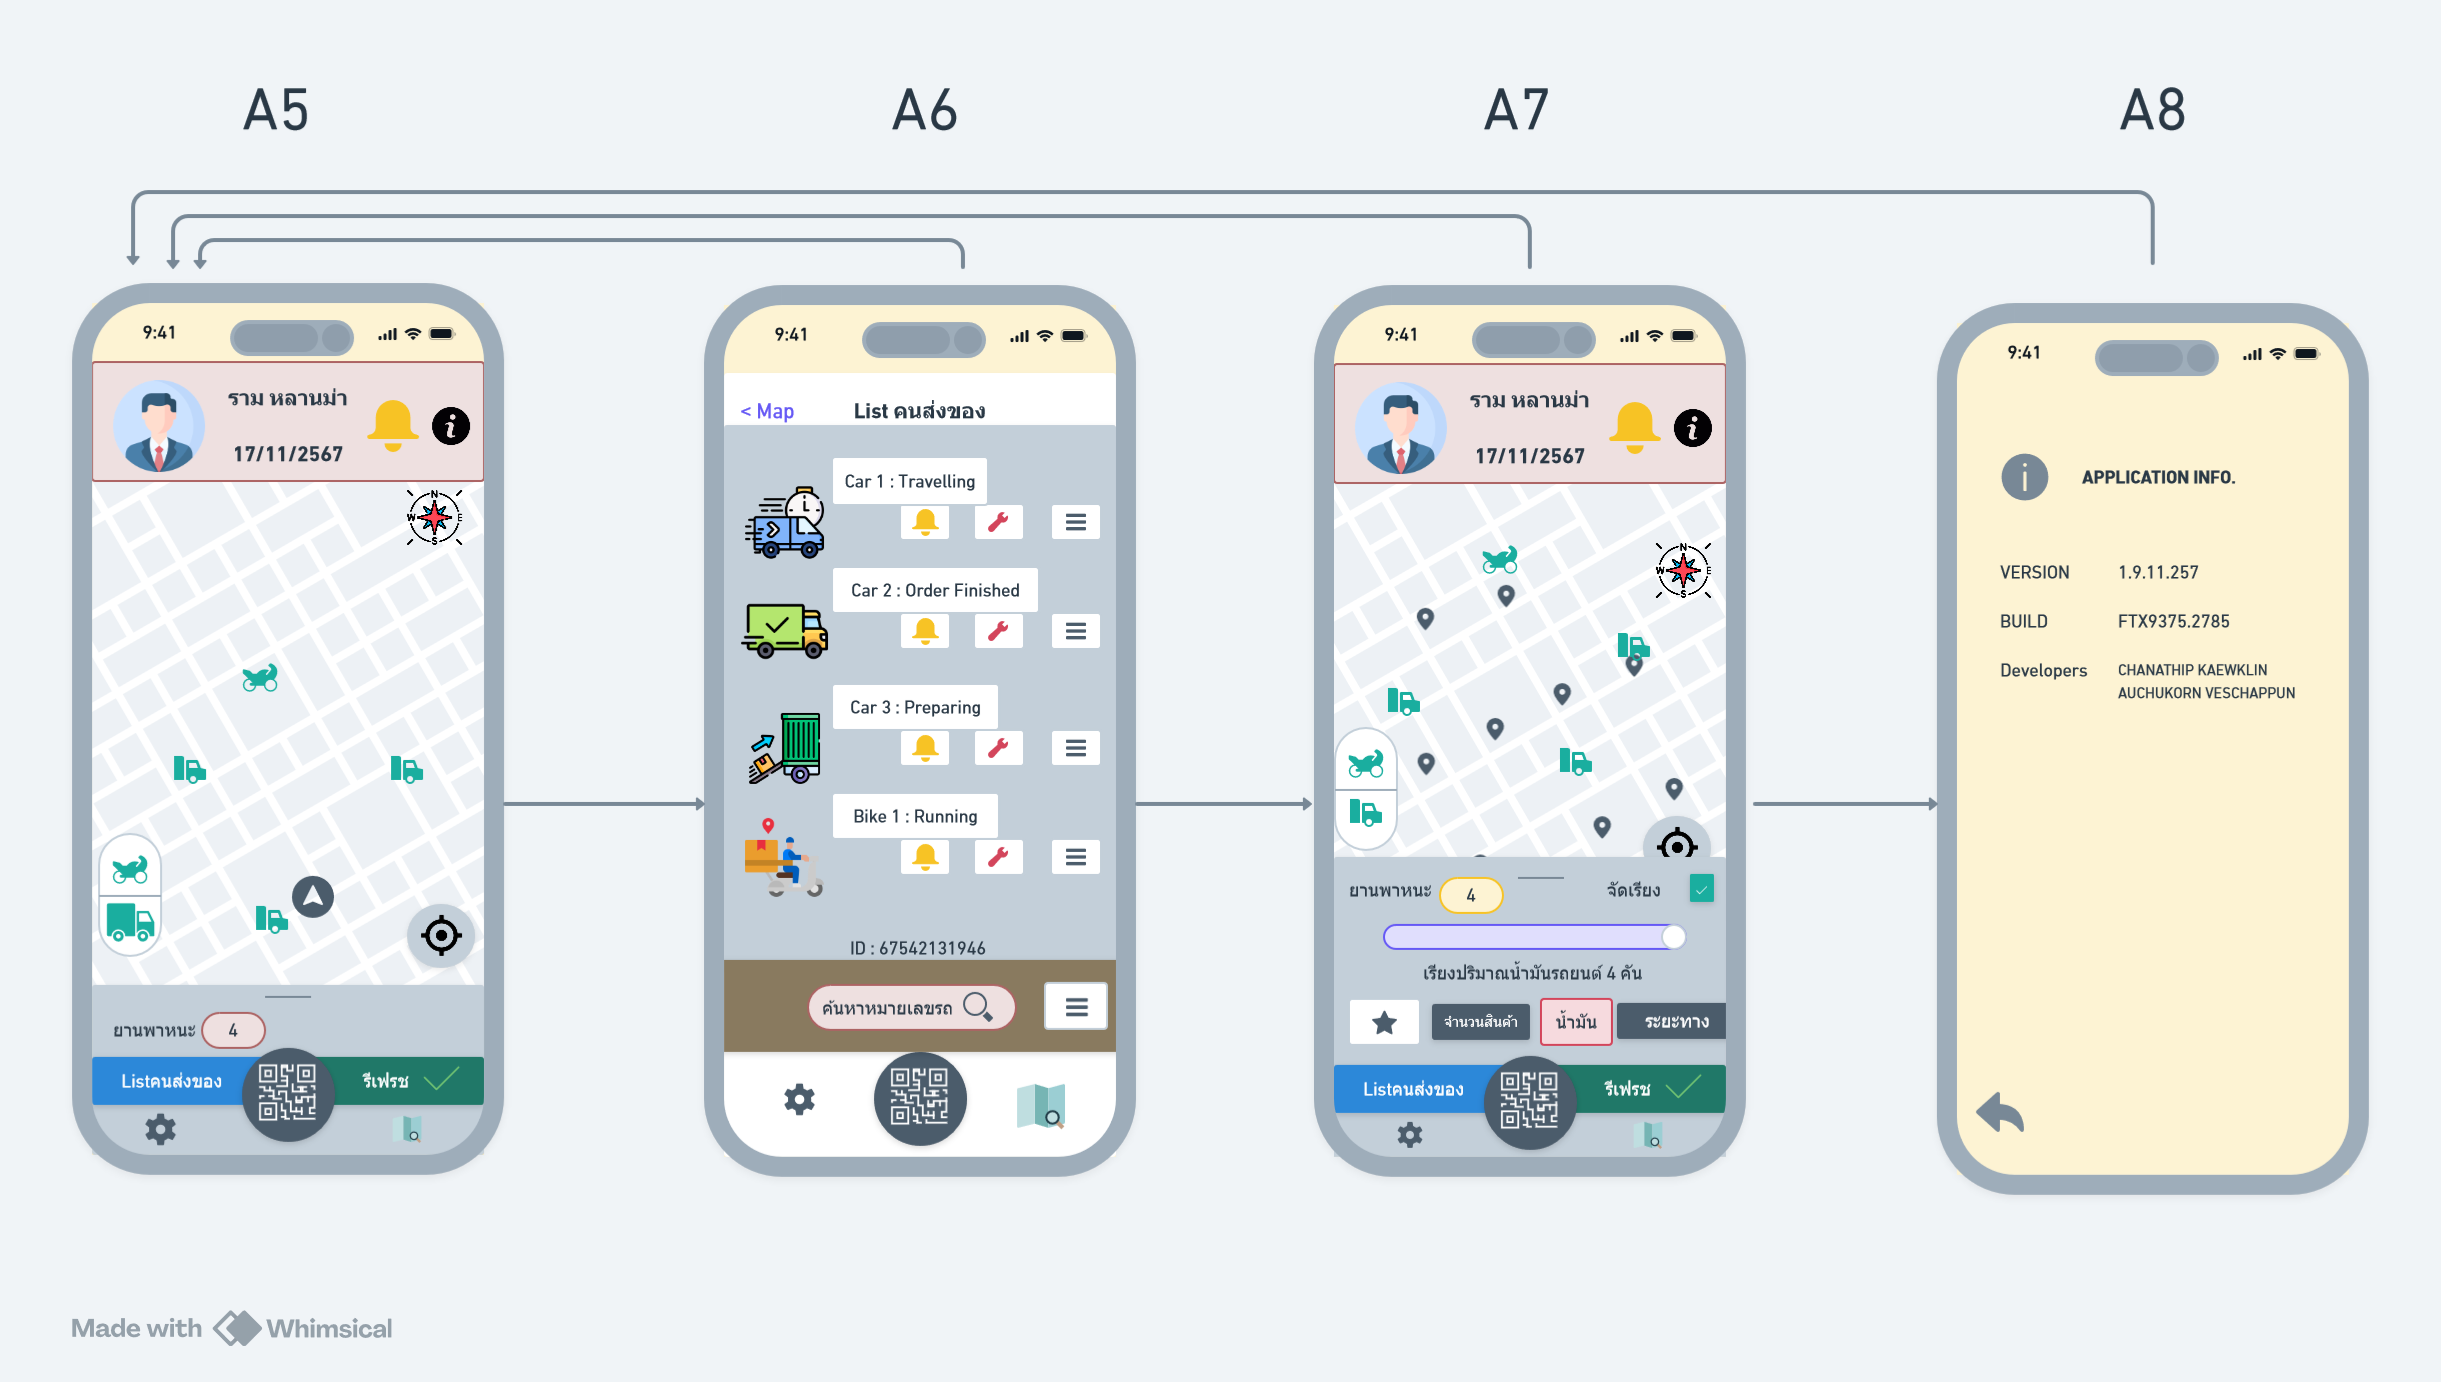 A5
A6
A7
A8
9:41
ราม หลานม่า
17/11/2567
N
W
E
S
ยานพาหนะ
4
Listคนส่งของ
รีเฟรช
9:41
< Map
List คนส่งของ
Car 1 : Travelling
Car 2 : Order Finished
Car 3 : Preparing
Bike 1 : Running
ID : 67542131946
ค้นหาหมายเลขรถ
9:41
ราม หลานม่า
17/11/2567
N
W
E
S
ยานพาหนะ
4
จัดเรียง
เรียงปริมาณน้ำมันรถยนต์ 4 คัน
จำนวนสินค้า
น้ำมัน
ระยะทาง
Listคนส่งของ
รีเฟรช
9:41
APPLICATION INFO.
VERSION 1.9.11.257
BUILD FTX9375.2785
Developers CHANATHIP KAEWKLIN
AUCHUKORN VESCHAPPUN
Made with Whimsical